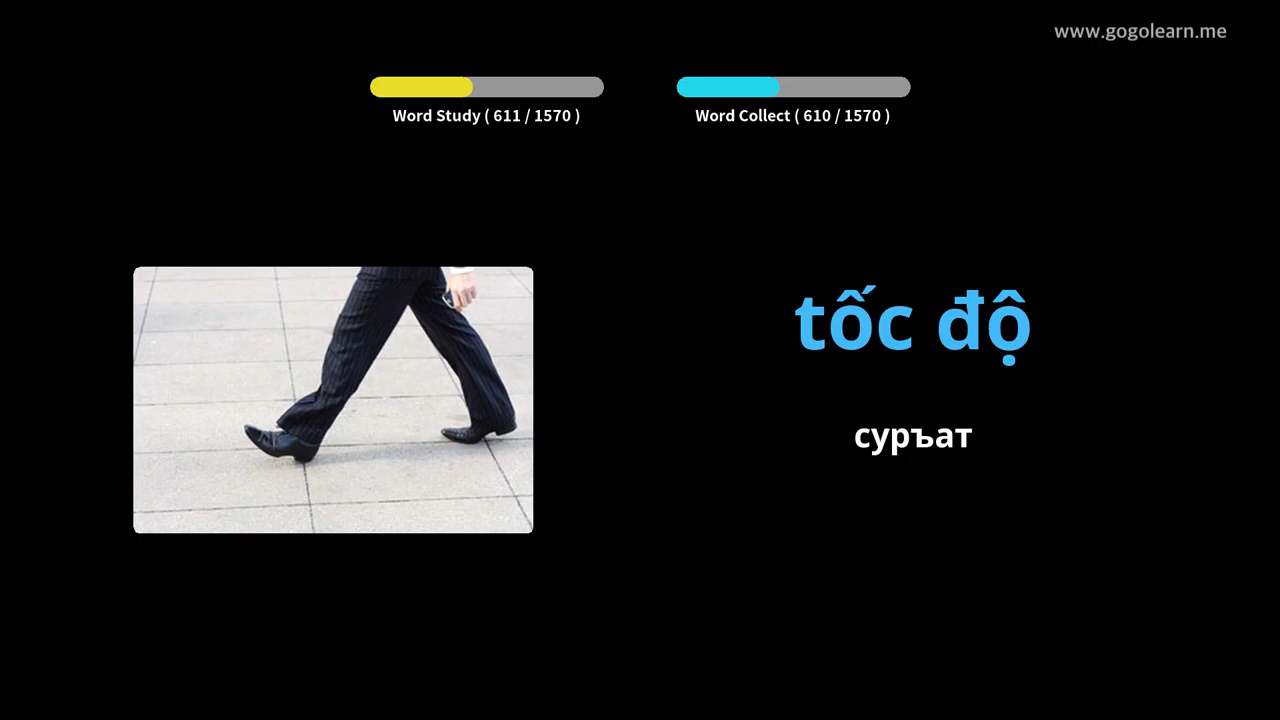 www.gogolearn.me
Word Study ( 611 / 1570 )
Word Collect ( 610 / 1570 )
tốc độ
суръат